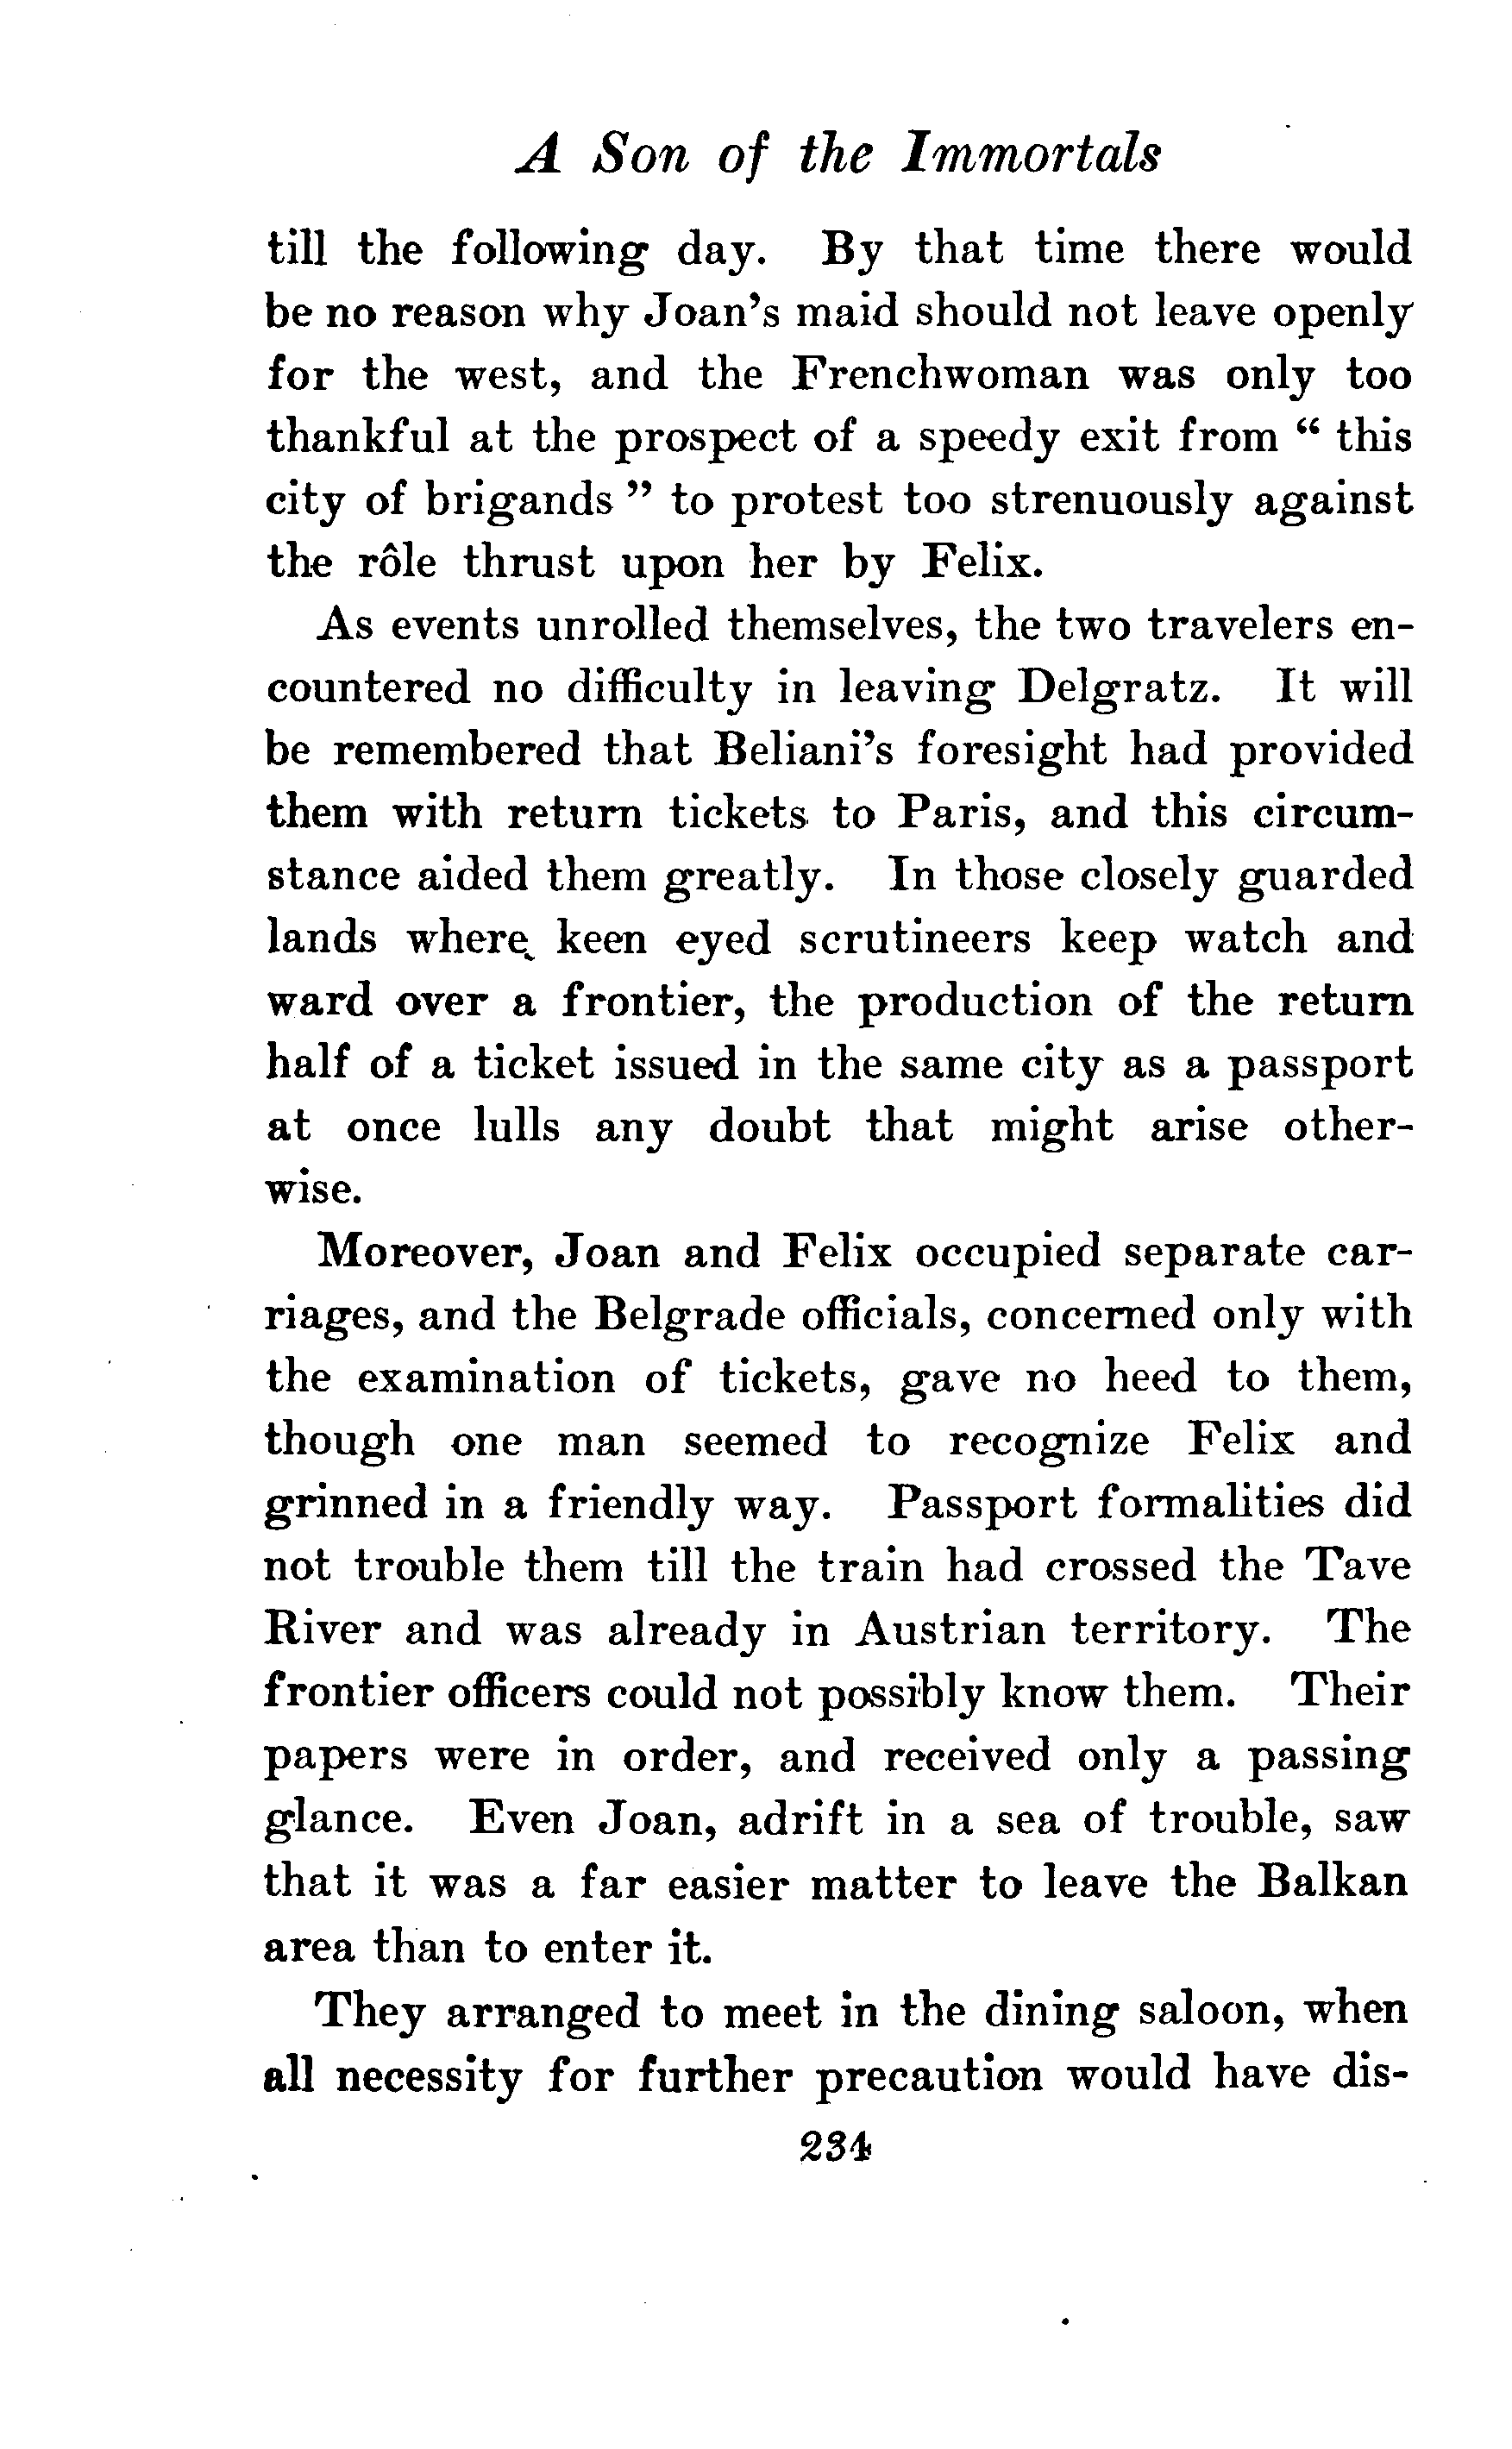 A Son of the Immortals
till the following day. By that time there would
be no reason why Joan's maid should not leave openly
for the west, and the Frenchwoman was only too
thankful at the prospect of a speedy exit from “ this
city of brigands ” to protest too strenuously against
the rôle thrust upon her by Felix.
As events unrolled themselves, the two travelers en-
countered no difficulty in leaving Delgratz. It will
be remembered that Beliani's foresight had provided
them with return tickets to Paris, and this circum-
stance aided them greatly. In those closely guarded
lands where keen eyed scrutineers keep watch and
ward over a frontier, the production of the return
half of a ticket issued in the same city as a passport
at once lulls any doubt that might arise other-
wise.
Moreover, Joan and Felix occupied separate car-
riages, and the Belgrade officials, concerned only with
the examination of tickets, gave no heed to them,
though one man seemed to recognize Felix and
grinned in a friendly way. Passport formalities did
not trouble them till the train had crossed the Tave
River and was already in Austrian territory. The
frontier officers could not possibly know them. Their
papers were in order, and received only a passing
glance. Even Joan, adrift in a sea of trouble, saw
that it was a far easier matter to leave the Balkan
area than to enter it.
They arranged to meet in the dining saloon, when
all necessity for further precaution would have dis-
234